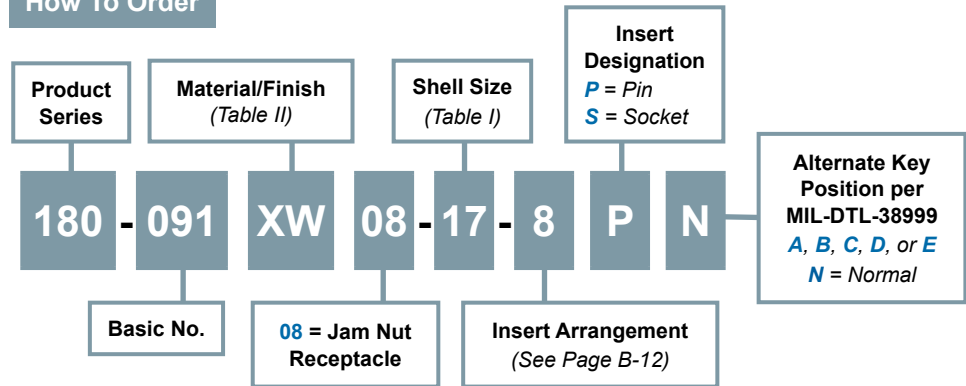 How To Order
Product
Series
Material/Finish
(Table II)
Shell Size
(Table I)
Insert
Designation
P = Pin
S = Socket
180 - 091 XW 08 - 17 - 8 P N
Alternate Key
Position per
MIL-DTL-38999
A, B, C, D, or E
N = Normal
Basic No.
08 = Jam Nut
Receptacle
Insert Arrangement
(See Page B-12)